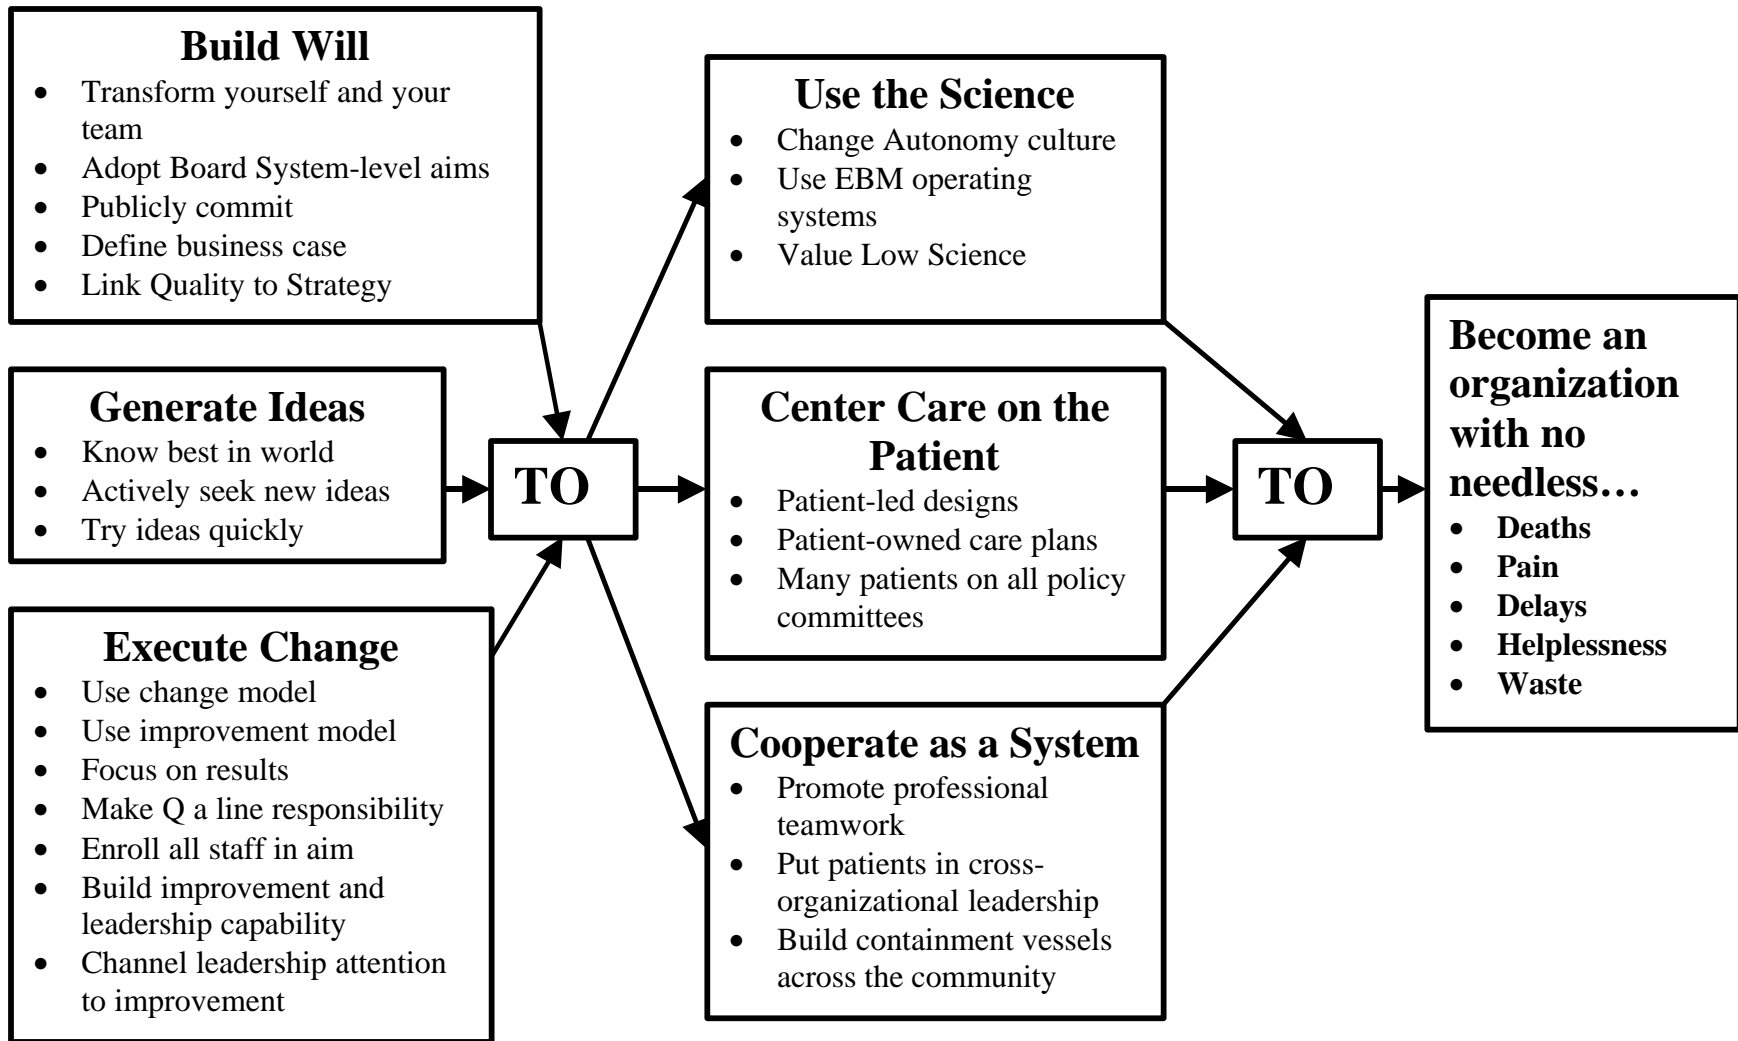 Build Will
• Transform yourself and your
team
• Adopt Board System-level aims
• Publicly commit
• Define business case
• Link Quality to Strategy
Generate Ideas
• Know best in world
• Actively seek new ideas
• Try ideas quickly
Execute Change
• Use change model
• Use improvement model
• Focus on results
• Make Q a line responsibility
• Enroll all staff in aim
• Build improvement and
leadership capability
• Channel leadership attention
to improvement
TO
Use the Science
• Change Autonomy culture
• Use EBM operating
systems
• Value Low Science
Center Care on the
Patient
• Patient-led designs
• Patient-owned care plans
• Many patients on all policy
committees
Cooperate as a System
• Promote professional
teamwork
• Put patients in cross-
organizational leadership
• Build containment vessels
across the community
TO
Become an
organization
with no
needless…
• Deaths
• Pain
• Delays
• Helplessness
• Waste